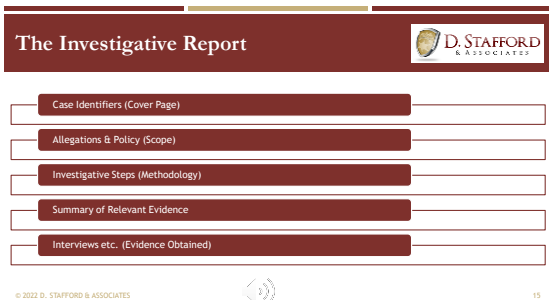 The Investigative Report
D. STAFFORD
& ASSOCIATES
Case Identifiers (Cover Page)
Allegations & Policy (Scope)
Investigative Steps (Methodology)
Summary of Relevant Evidence
Interviews etc. (Evidence Obtained)
© 2022 D. STAFFORD & ASSOCIATES
15